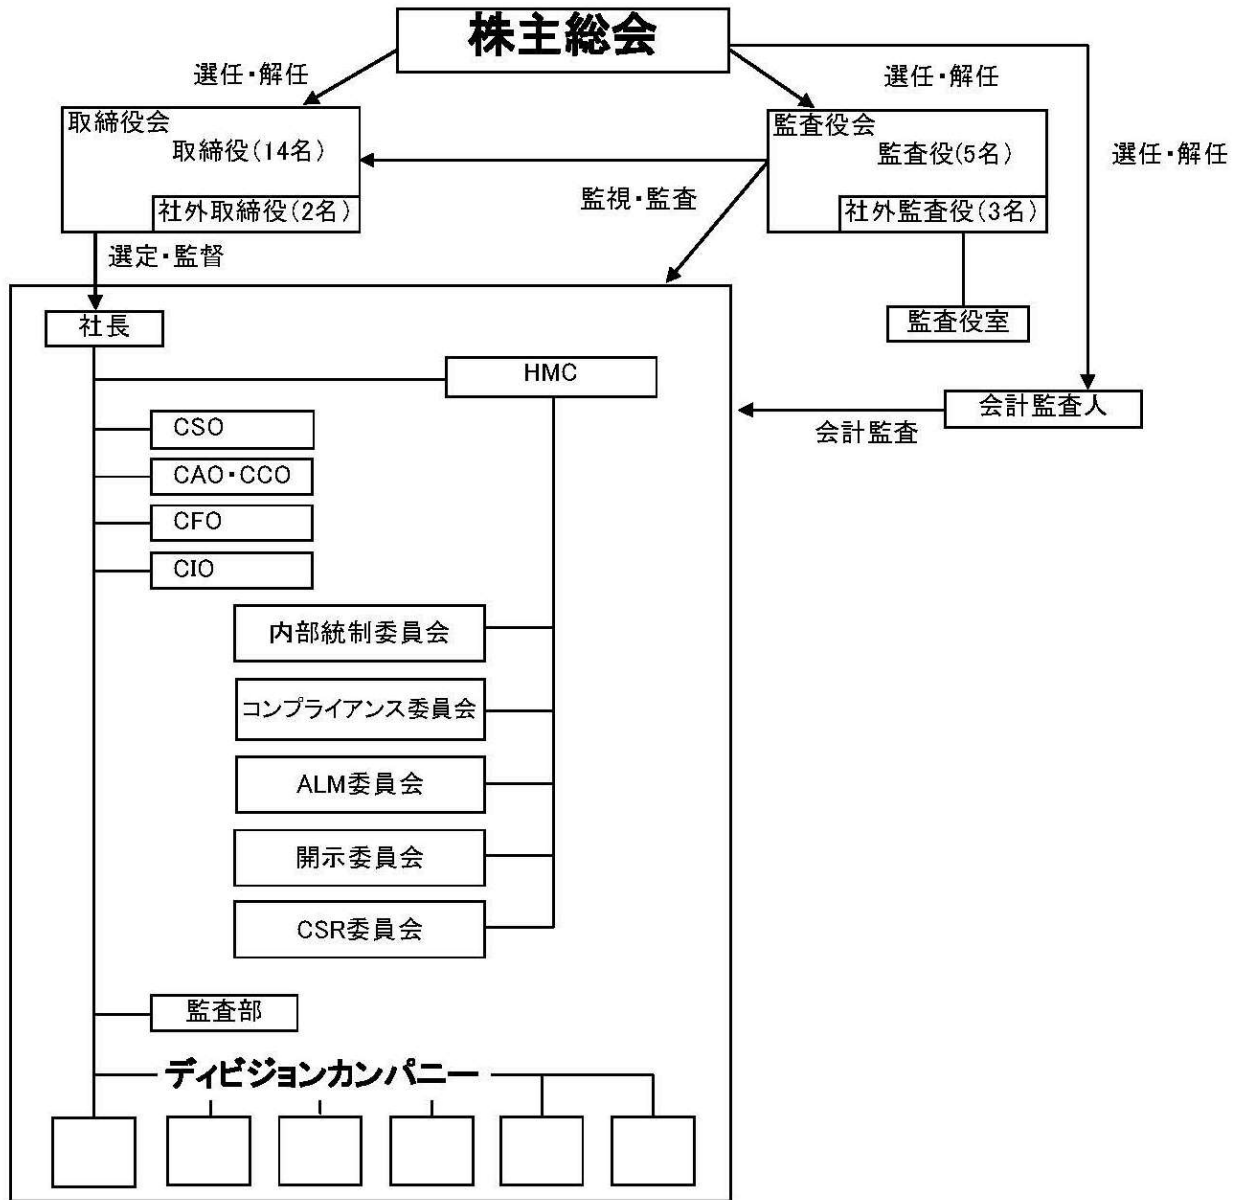 株主総会
選任・解任
選任・解任
選任・解任
取締役会
取締役(14名)
社外取締役(2名)
監査役会
監査役(5名)
社外監査役(3名)
監視・監査
選定・監督
社長
監査役室
HMC
会計監査人
会計監査
CSO
CAO・CCO
CFO
CIO
内部統制委員会
コンプライアンス委員会
ALM委員会
開示委員会
CSR委員会
監査部
ディビジョンカンパニー